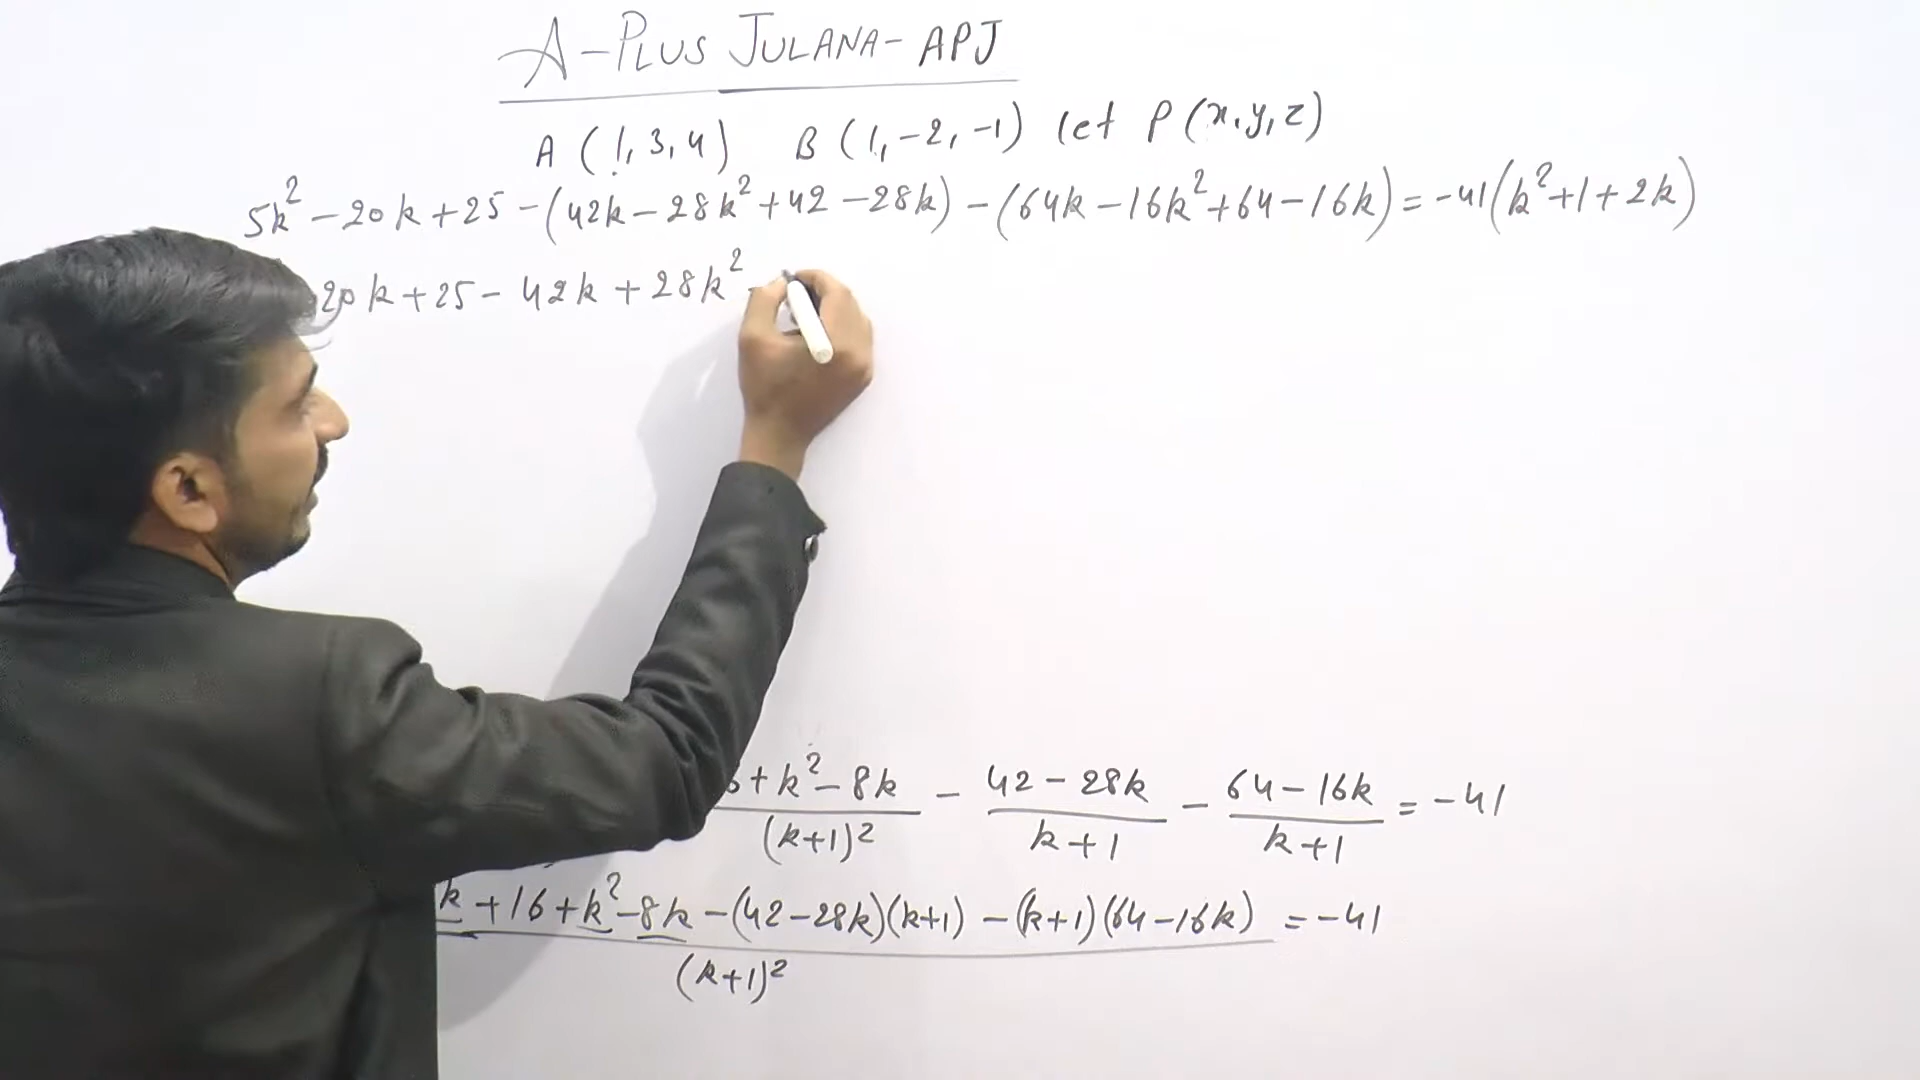 A-PLUS JULANA-APJ
A (1, 3, 4) B (1, -2, -1) let P (x, y, z)
5k² - 20k + 25 - (42k - 28k² + 42 - 28k) - (64k - 16k² + 64 - 16k) = -41(k² + 1 + 2k)
20k + 25 - 42k + 28k² -
+ k² - 8k / (k+1)² - 42 - 28k / k+1 - 64 - 16k / k+1 = -41
k + 16 + k² - 8k - (42 - 28k)(k+1) - (k+1)(64 - 16k) / (k+1)² = -41